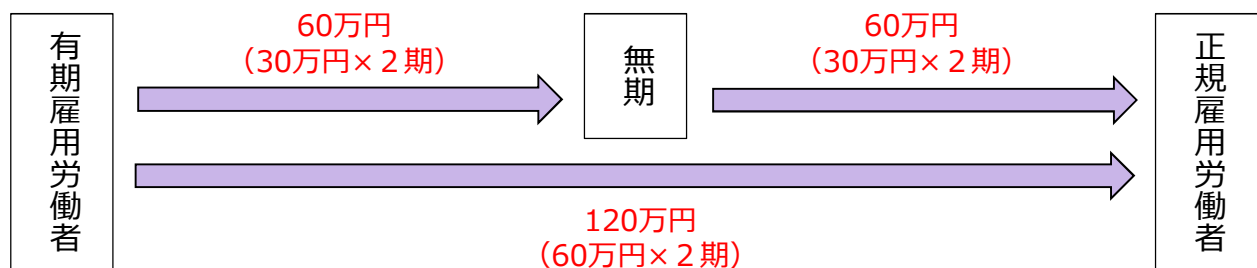 有期雇用労働者
60万円
（30万円×２期）
無期
60万円
（30万円×２期）
正規雇用労働者
120万円
（60万円×２期）